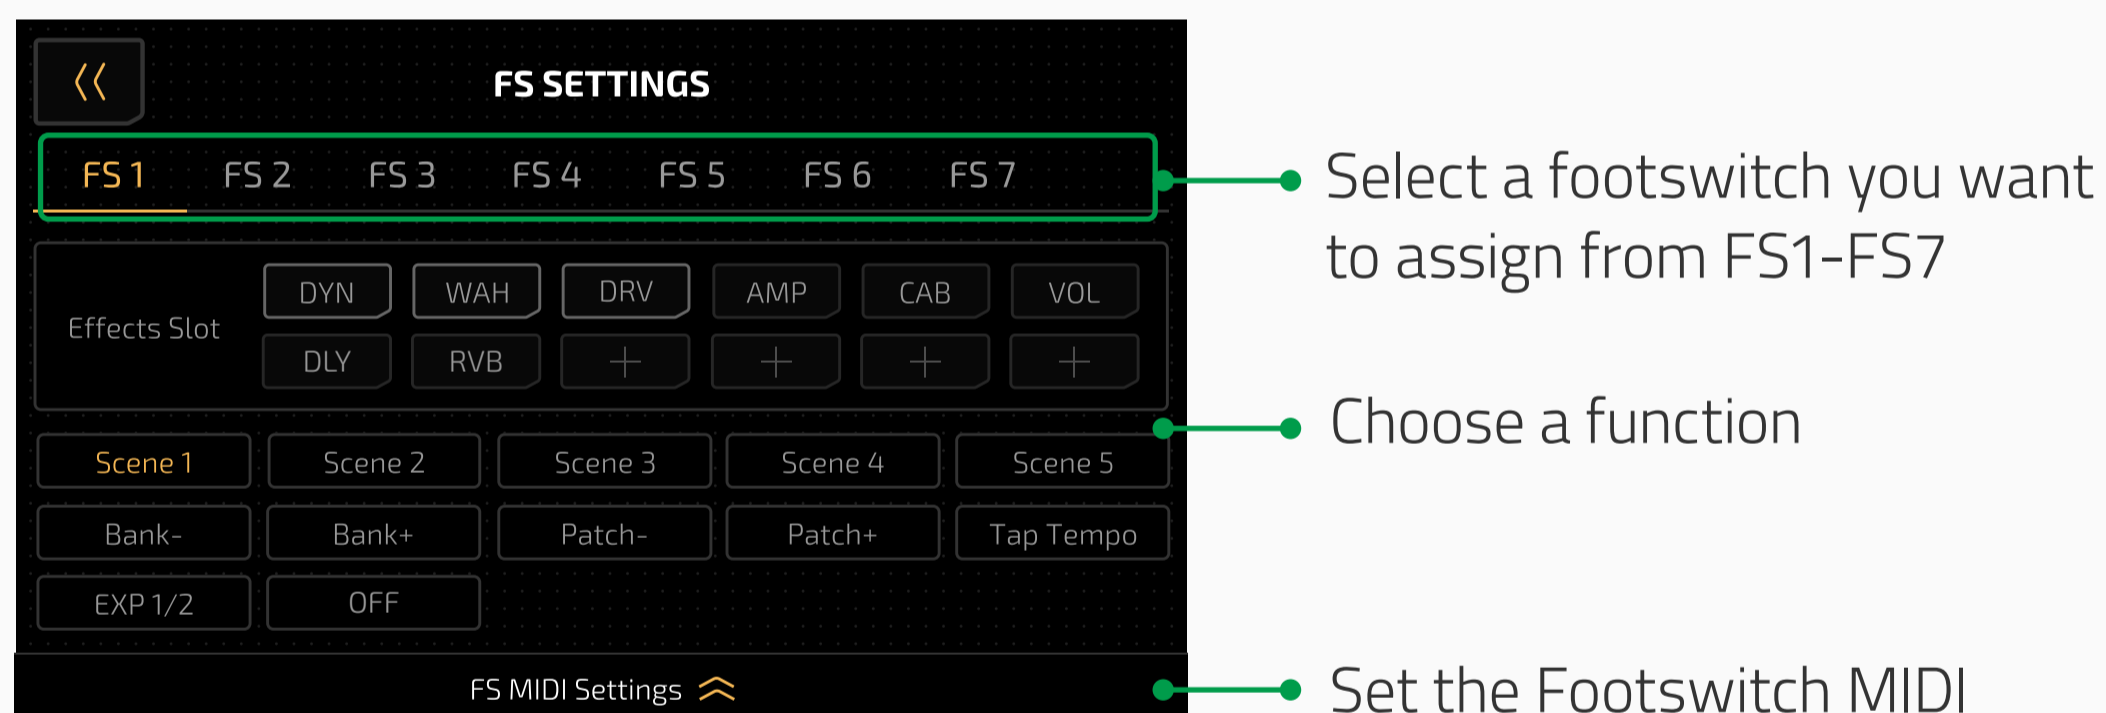 FS SETTINGS
FS 1 FS 2 FS 3 FS 4 FS 5 FS 6 FS 7
Select a footswitch you want
to assign from FS1-FS7
Effects Slot
DYN WAH DRV AMP CAB VOL
DLY RVB + + + +
Choose a function
Scene 1 Scene 2 Scene 3 Scene 4 Scene 5
Bank- Bank+ Patch- Patch+ Tap Tempo
EXP 1/2 OFF
FS MIDI Settings
Set the Footswitch MIDI